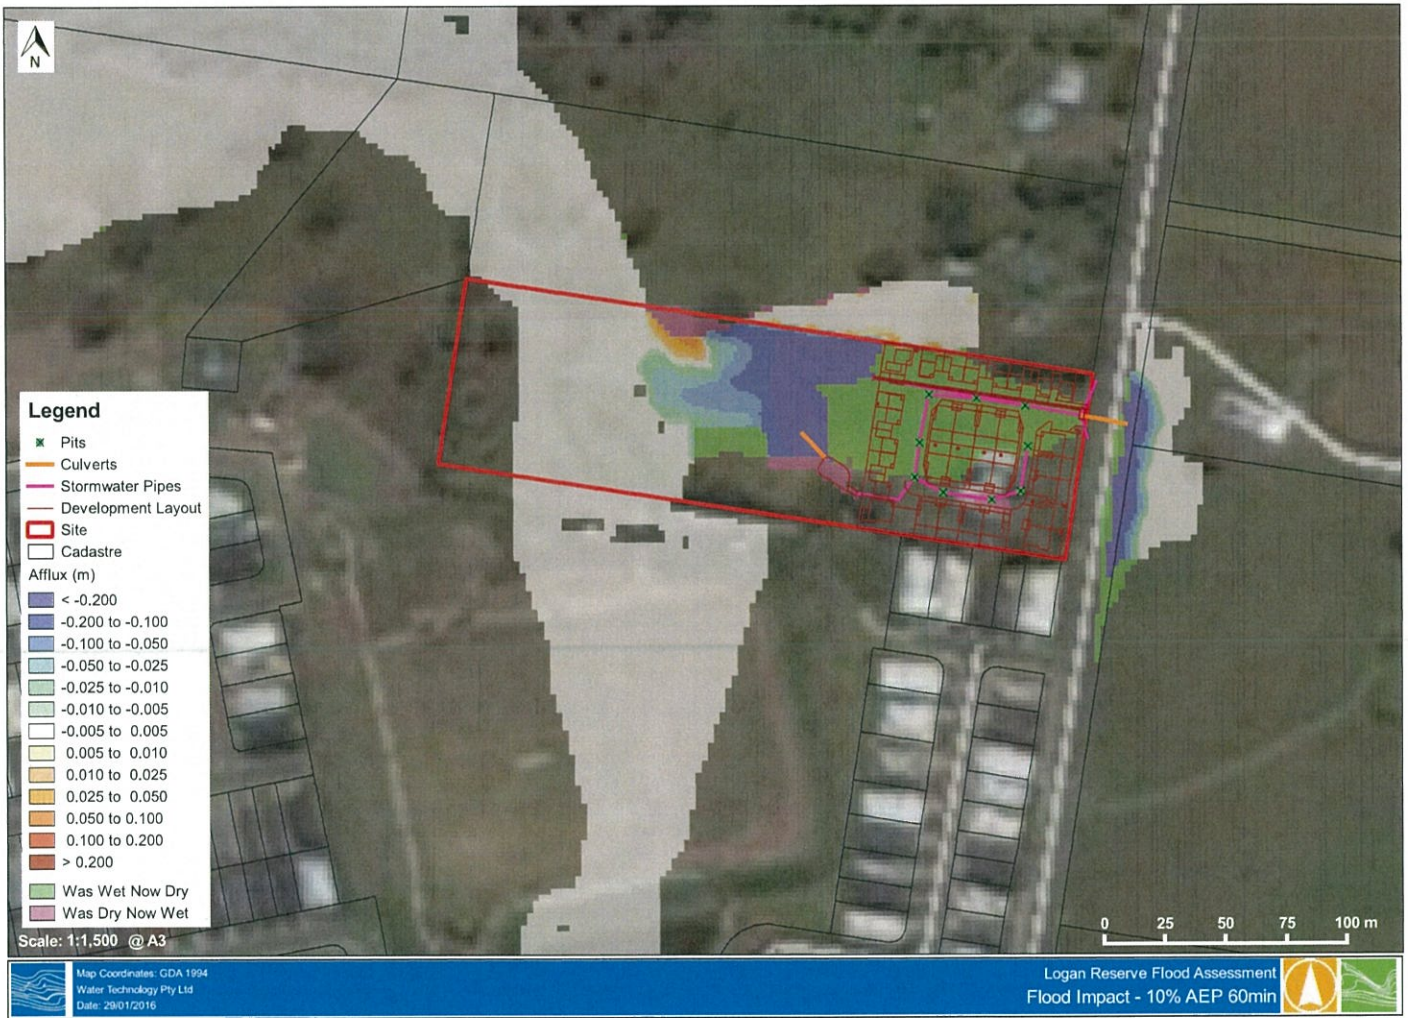 N
Legend
Pits
Culverts
Stormwater Pipes
Development Layout
Site
Cadastre
Afflux (m)
< -0.200
-0.200 to -0.100
-0.100 to -0.050
-0.050 to -0.025
-0.025 to -0.010
-0.010 to -0.005
-0.005 to 0.005
0.005 to 0.010
0.010 to 0.025
0.025 to 0.050
0.050 to 0.100
0.100 to 0.200
> 0.200
Was Wet Now Dry
Was Dry Now Wet
Scale: 1:1,500 @ A3
0 25 50 75 100 m
Map Coordinates: GDA 1994
Water Technology Pty Ltd
Date: 29/01/2016
Logan Reserve Flood Assessment
Flood Impact - 10% AEP 60min